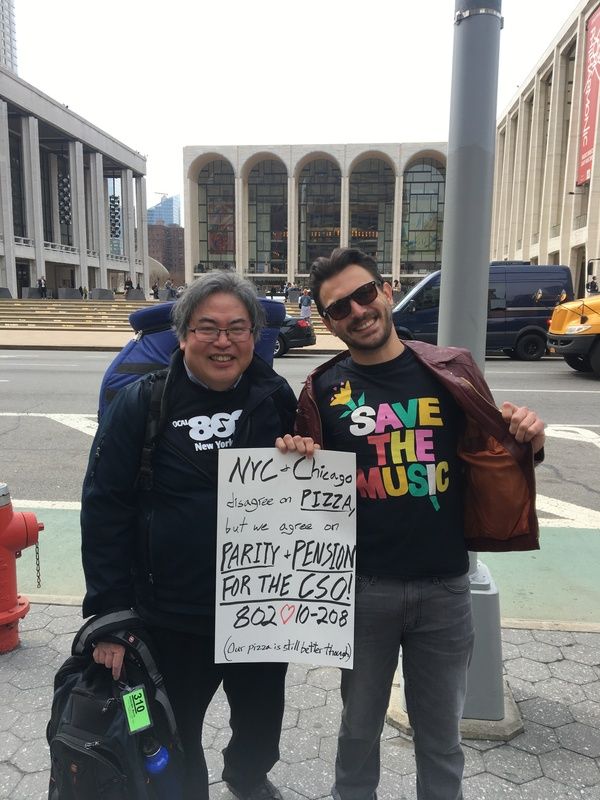 LOCAL
802
New York
SAVE
THE
MUSIC
NYC + Chicago
disagree on PIZZA,
but we agree on
PARITY + PENSION
FOR THE CSO!
802 ♡ 10-208
(Our pizza is still better though)
310